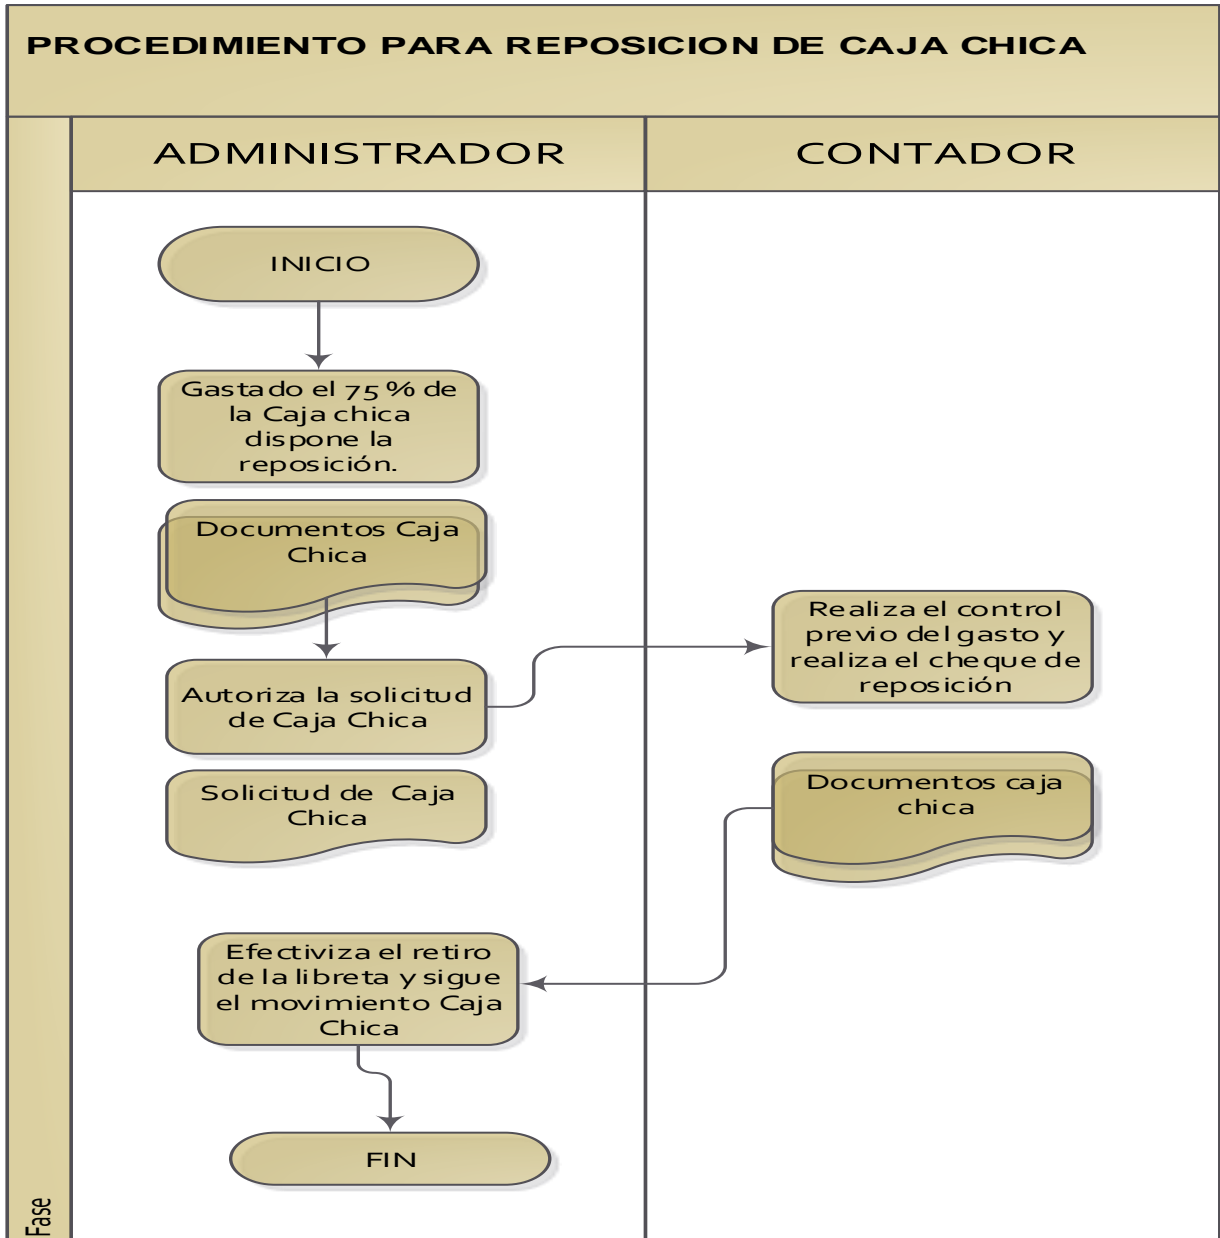 PROCEDIMIENTO PARA REPOSICION DE CAJA CHICA
ADMINISTRADOR
CONTADOR
INICIO
Gastado el 75 % de
la Caja chica
dispone la
reposición.
Documentos Caja
Chica
Autoriza la solicitud
de Caja Chica
Solicitud de Caja
Chica
Realiza el control
previo del gasto y
realiza el cheque de
reposición
Documentos caja
chica
Efectiviza el retiro
de la libreta y sigue
el movimiento Caja
Chica
FIN
Fase